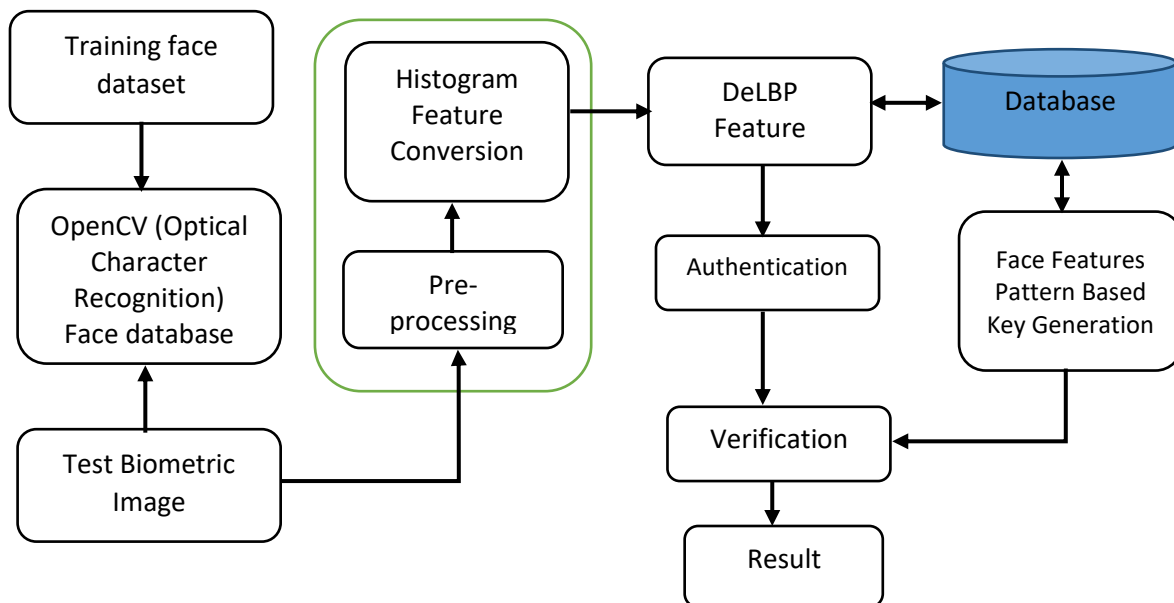 Training face
dataset
OpenCV (Optical
Character
Recognition)
Face database
Test Biometric
Image
Histogram
Feature
Conversion
Pre-
processing
DeLBP
Feature
Authentication
Verification
Result
Database
Face Features
Pattern Based
Key Generation